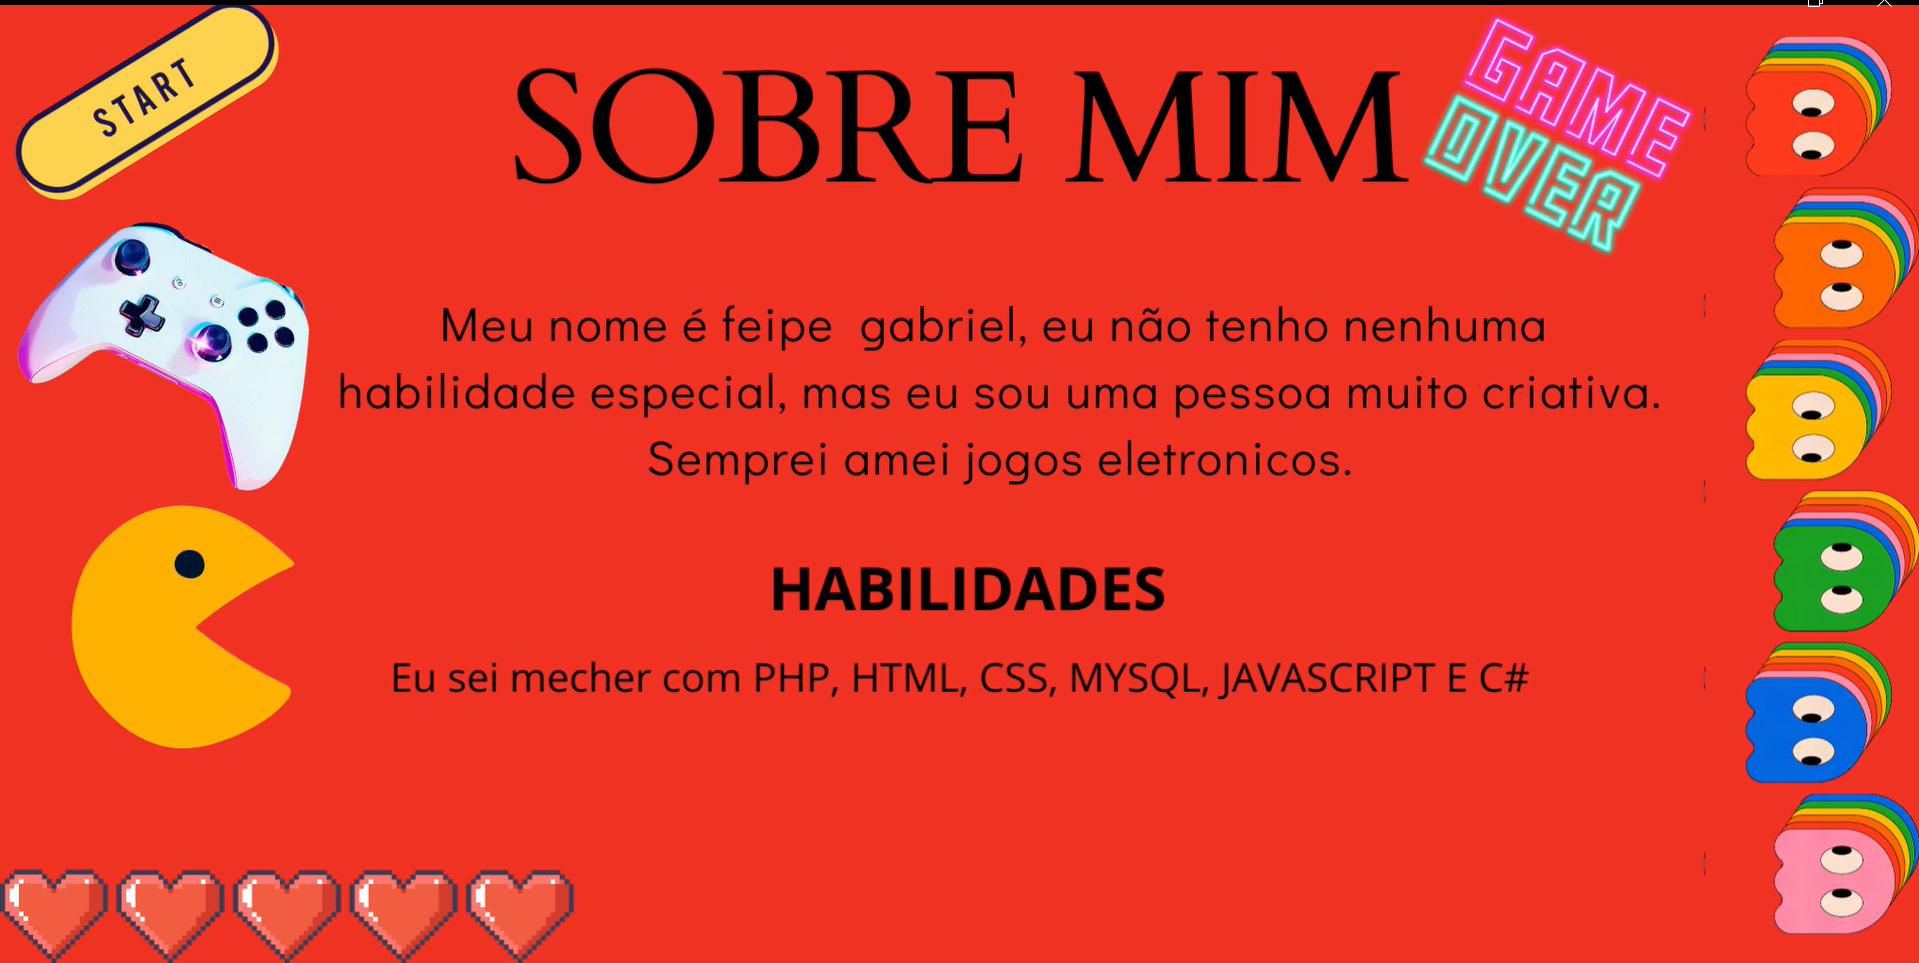 START
SOBRE MIM
GAME
OVER
Meu nome é feipe  gabriel, eu não tenho nenhuma
habilidade especial, mas eu sou uma pessoa muito criativa.
Semprei amei jogos eletronicos.
HABILIDADES
Eu sei mecher com PHP, HTML, CSS, MYSQL, JAVASCRIPT E C#